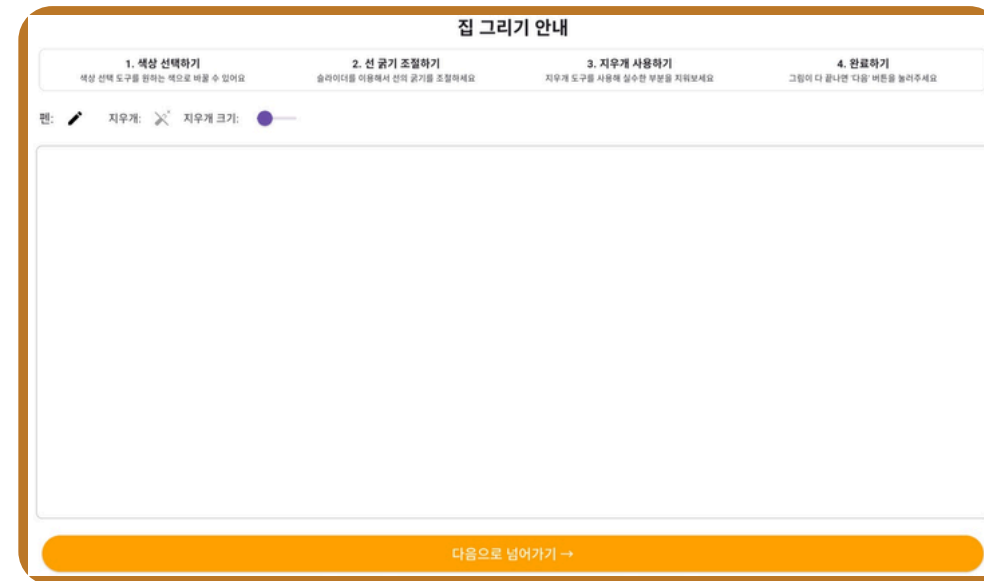 집 그리기 안내
1. 색상 선택하기
색상 선택 도구를 원하는 색으로 바꿀 수 있어요
2. 선 굵기 조절하기
슬라이더를 이용해서 선의 굵기를 조절하세요
3. 지우개 사용하기
지우개 도구를 사용해 실수한 부분을 지워보세요
4. 완료하기
그림이 다 끝나면 '다음' 버튼을 눌러주세요
펜: 지우개: 지우개 크기:
다음으로 넘어가기 →